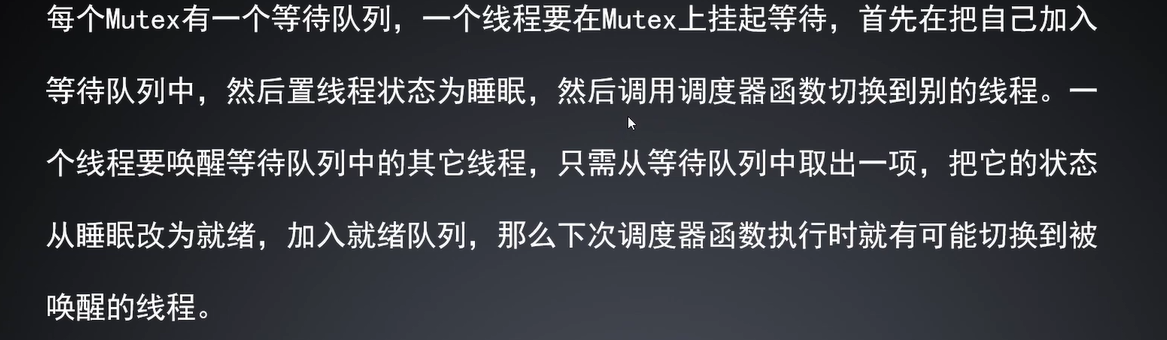 每个Mutex有一个等待队列，一个线程要在Mutex上挂起等待，首先在把自己加入
等待队列中，然后置线程状态为睡眠，然后调用调度器函数切换到别的线程。一
个线程要唤醒等待队列中的其它线程，只需从等待队列中取出一项，把它的状态
从睡眠改为就绪，加入就绪队列，那么下次调度器函数执行时就有可能切换到被
唤醒的线程。